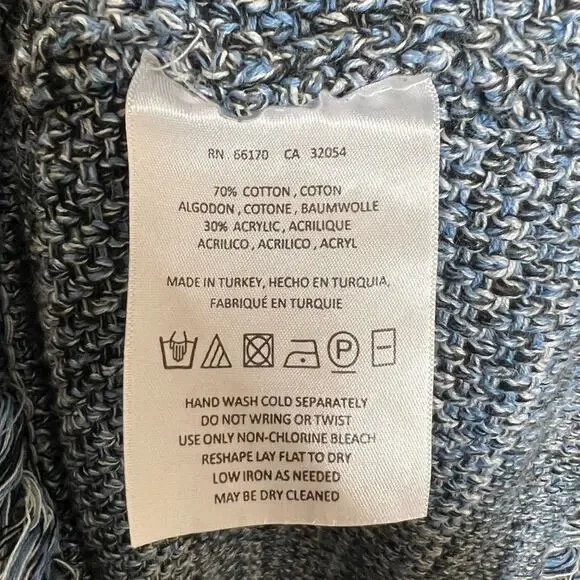 RN 66170 CA 32054
70% COTTON, COTON
ALGODON, COTONE, BAUMWOLLE
30% ACRYLIC, ACRILIQUE
ACRILICO, ACRILICO, ACRYL
MADE IN TURKEY, HECHO EN TURQUIA,
FABRIQUÉ EN TURQUIE
P
HAND WASH COLD SEPARATELY
DO NOT WRING OR TWIST
USE ONLY NON-CHLORINE BLEACH
RESHAPE LAY FLAT TO DRY
LOW IRON AS NEEDED
MAY BE DRY CLEANED